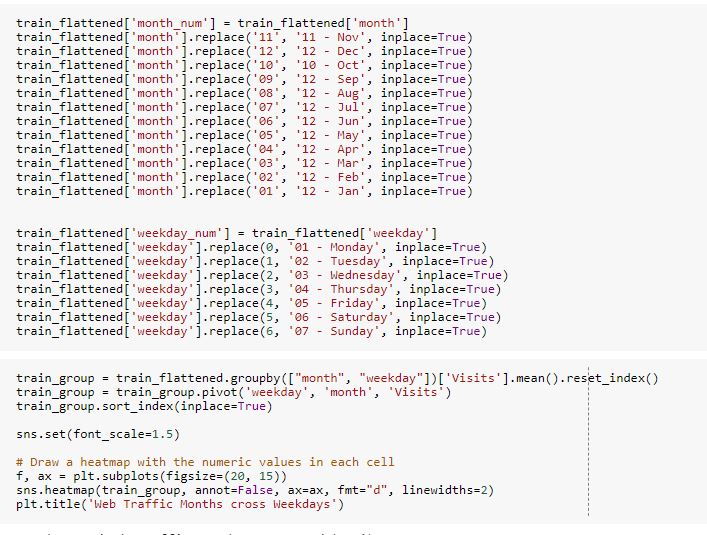 train_flattened['month_num'] = train_flattened['month']
train_flattened['month'].replace('11', '11 - Nov', inplace=True)
train_flattened['month'].replace('12', '12 - Dec', inplace=True)
train_flattened['month'].replace('10', '10 - Oct', inplace=True)
train_flattened['month'].replace('09', '12 - Sep', inplace=True)
train_flattened['month'].replace('08', '12 - Aug', inplace=True)
train_flattened['month'].replace('07', '12 - Jul', inplace=True)
train_flattened['month'].replace('06', '12 - Jun', inplace=True)
train_flattened['month'].replace('05', '12 - May', inplace=True)
train_flattened['month'].replace('04', '12 - Apr', inplace=True)
train_flattened['month'].replace('03', '12 - Mar', inplace=True)
train_flattened['month'].replace('02', '12 - Feb', inplace=True)
train_flattened['month'].replace('01', '12 - Jan', inplace=True)
train_flattened['weekday_num'] = train_flattened['weekday']
train_flattened['weekday'].replace(0, '01 - Monday', inplace=True)
train_flattened['weekday'].replace(1, '02 - Tuesday', inplace=True)
train_flattened['weekday'].replace(2, '03 - Wednesday', inplace=True)
train_flattened['weekday'].replace(3, '04 - Thursday', inplace=True)
train_flattened['weekday'].replace(4, '05 - Friday', inplace=True)
train_flattened['weekday'].replace(5, '06 - Saturday', inplace=True)
train_flattened['weekday'].replace(6, '07 - Sunday', inplace=True)
train_group = train_flattened.groupby(["month", "weekday"])['Visits'].mean().reset_index()
train_group = train_group.pivot('weekday', 'month', 'Visits')
train_group.sort_index(inplace=True)
sns.set(font_scale=1.5)
# Draw a heatmap with the numeric values in each cell
f, ax = plt.subplots(figsize=(20, 15))
sns.heatmap(train_group, annot=False, ax=ax, fmt="d", linewidths=2)
plt.title('Web Traffic Months cross Weekdays')